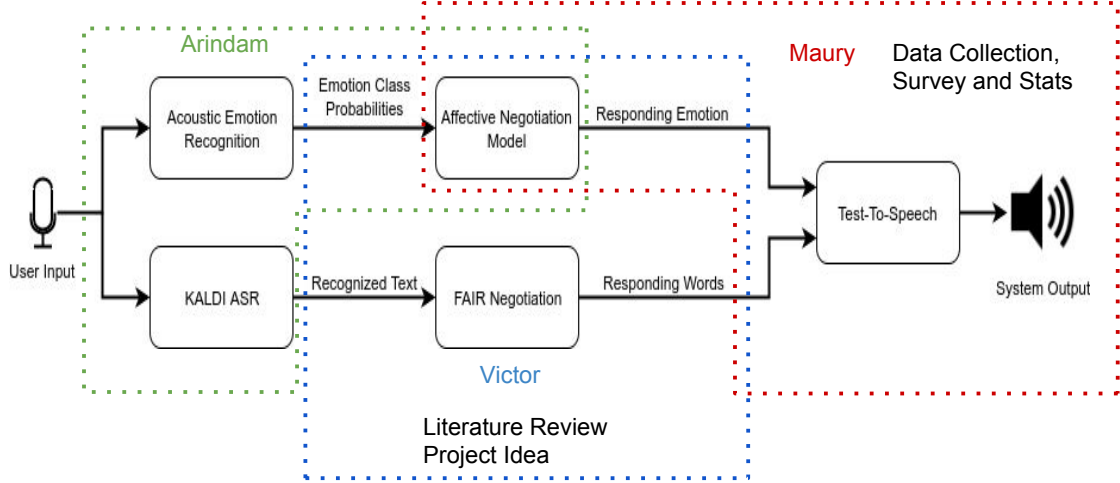 Arindam
Maury
Data Collection,
Survey and Stats
Emotion Class
Probabilities
Acoustic Emotion
Recognition
Affective Negotiation
Model
Responding Emotion
Test-To-Speech
User Input
KALDI ASR
Recognized Text
FAIR Negotiation
Responding Words
System Output
Victor
Literature Review
Project Idea